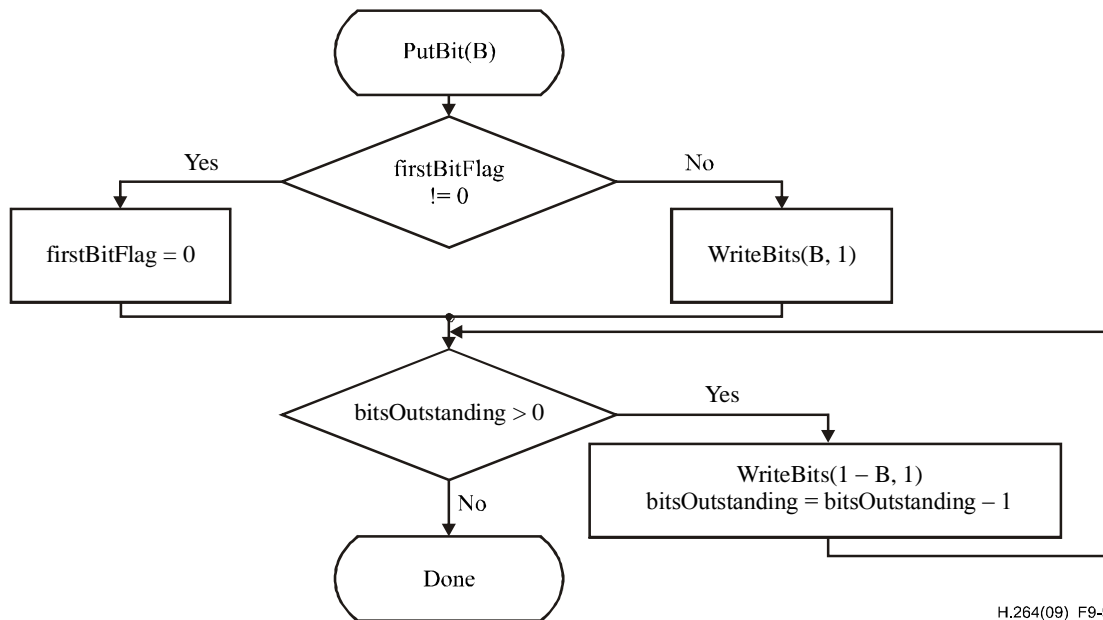 PutBit(B)
Yes
firstBitFlag
!= 0
No
firstBitFlag = 0
WriteBits(B, 1)
bitsOutstanding > 0
Yes
WriteBits(1 – B, 1)
bitsOutstanding = bitsOutstanding – 1
No
Done
H.264(09) F9-